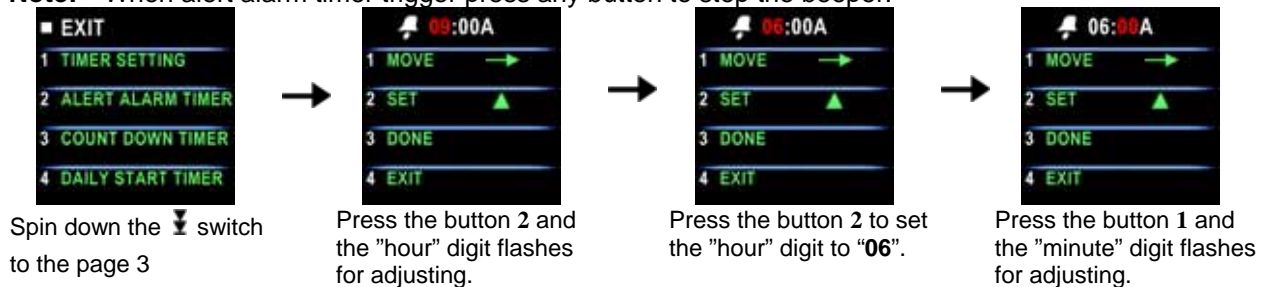 Note: When alert alarm timer trigger press any button to stop the beeper.
EXIT
1 TIMER SETTING
2 ALERT ALARM TIMER
3 COUNT DOWN TIMER
4 DAILY START TIMER
Spin down the switch
to the page 3
09:00A
1 MOVE
2 SET
3 DONE
4 EXIT
Press the button 2 and
the "hour" digit flashes
for adjusting.
06:00A
1 MOVE
2 SET
3 DONE
4 EXIT
Press the button 2 to set
the "hour" digit to “06”.
06:00A
1 MOVE
2 SET
3 DONE
4 EXIT
Press the button 1 and
the "minute" digit flashes
for adjusting.